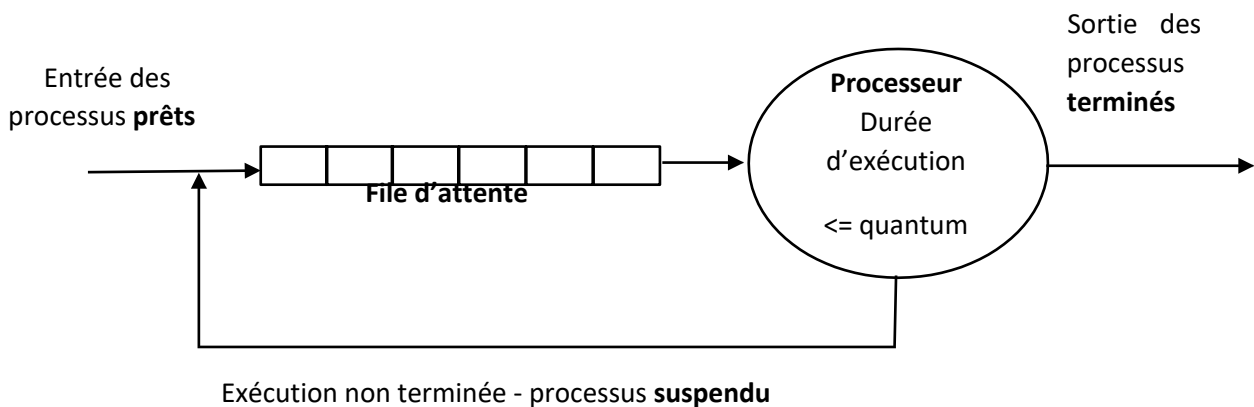 Entrée des
processus prêts
File d’attente
Processeur
Durée
d’exécution
<= quantum
Sortie des
processus
terminés
Exécution non terminée - processus suspendu